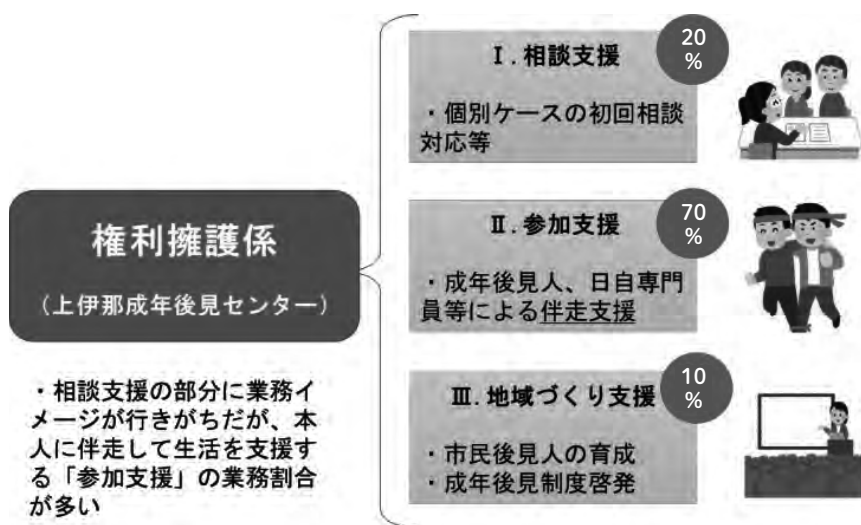 権利擁護係
(上伊那成年後見センター)
・相談支援の部分に業務イ
メージが行きがちだが、本
人に伴走して生活を支援す
る「参加支援」の業務割合
が多い
Ⅰ.相談支援
20
%
・個別ケースの初回相談
対応等
Ⅱ.参加支援
70
%
・成年後見人、日自専門
員等による伴走支援
Ⅲ.地域づくり支援
10
%
・市民後見人の育成
・成年後見制度啓発